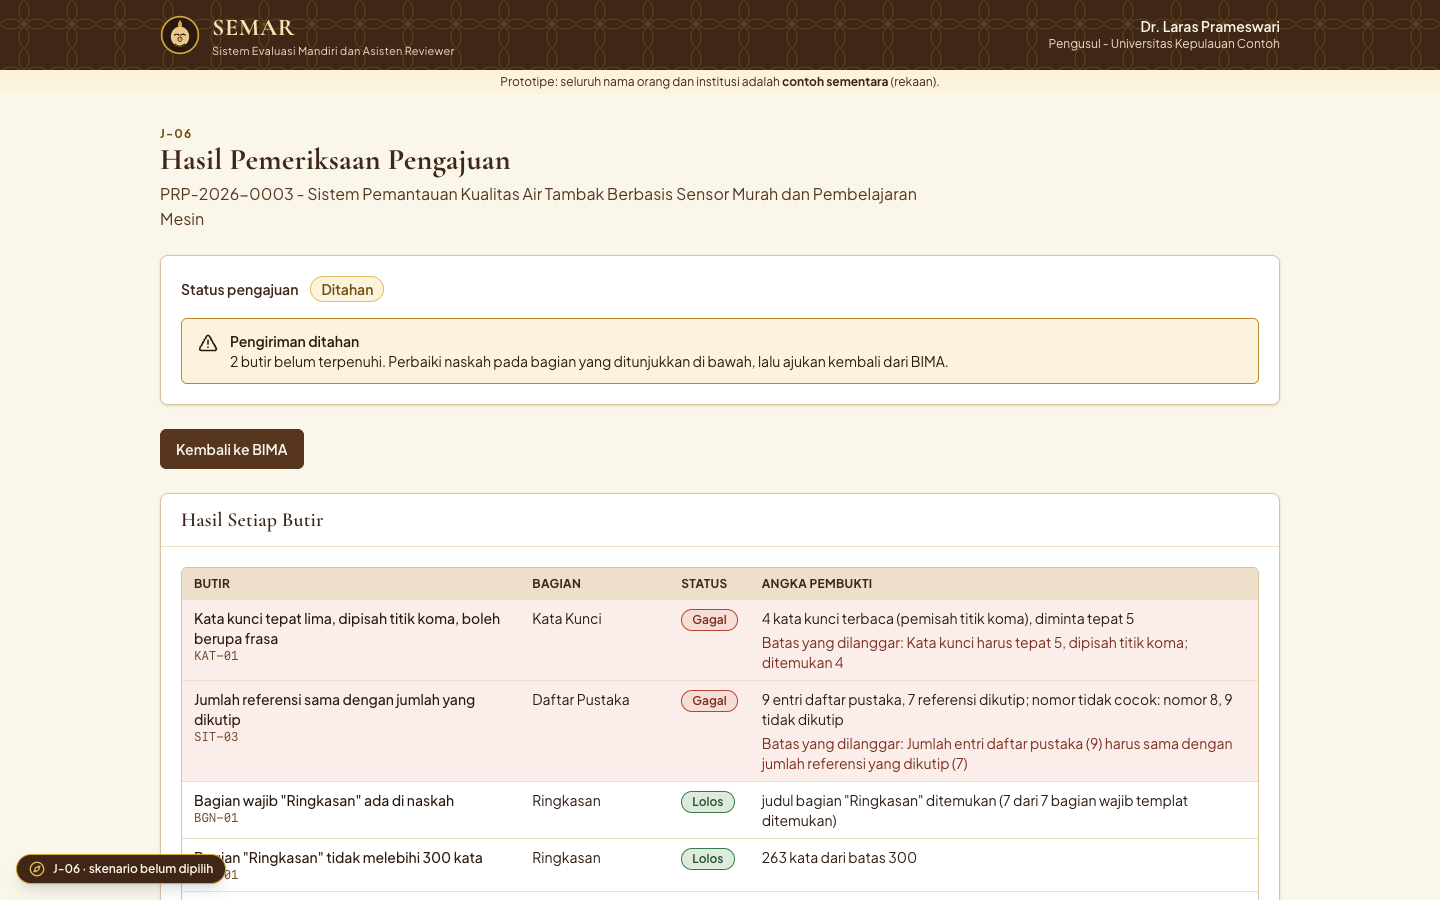 SEMAR
Sistem Evaluasi Mandiri dan Asisten Reviewer
Dr. Laras Prameswari
Pengusul - Universitas Kepulauan Contoh
Prototipe: seluruh nama orang dan institusi adalah contoh sementara (rekaan).
J-06
Hasil Pemeriksaan Pengajuan
PRP-2026-0003 - Sistem Pemantauan Kualitas Air Tambak Berbasis Sensor Murah dan Pembelajaran
Mesin
Status pengajuan Ditahan
Pengiriman ditahan
2 butir belum terpenuhi. Perbaiki naskah pada bagian yang ditunjukkan di bawah, lalu ajukan kembali dari BIMA.
Kembali ke BIMA
Hasil Setiap Butir
BUTIR BAGIAN STATUS ANGKA PEMBUKTI
Kata kunci tepat lima, dipisah titik koma, boleh
berupa frasa
KAT-01
Kata Kunci
Gagal
4 kata kunci terbaca (pemisah titik koma), diminta tepat 5
Batas yang dilanggar: Kata kunci harus tepat 5, dipisah titik koma;
ditemukan 4
Jumlah referensi sama dengan jumlah yang
dikutip
SIT-03
Daftar Pustaka
Gagal
9 entri daftar pustaka, 7 referensi dikutip; nomor tidak cocok: nomor 8, 9
tidak dikutip
Batas yang dilanggar: Jumlah entri daftar pustaka (9) harus sama dengan
jumlah referensi yang dikutip (7)
Bagian wajib "Ringkasan" ada di naskah
BGN-01
Ringkasan
Lolos
judul bagian "Ringkasan" ditemukan (7 dari 7 bagian wajib templat
ditemukan)
"Ringkasan" tidak melebihi 300 kata
01
Ringkasan
Lolos
263 kata dari batas 300
J-06 · skenario belum dipilih